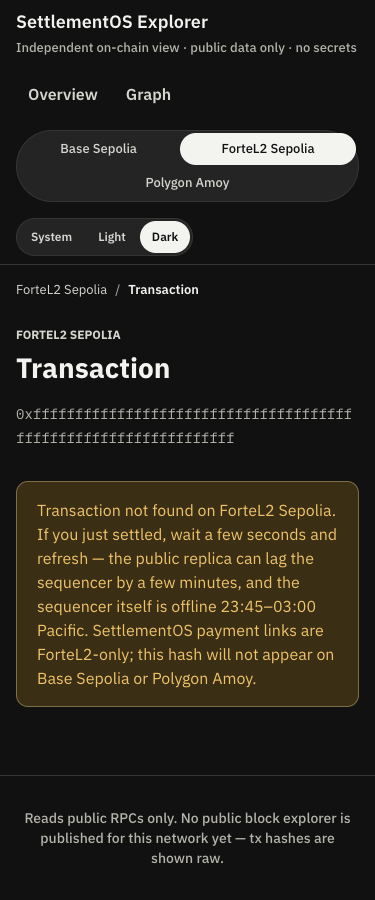 SettlementOS Explorer
Independent on-chain view · public data only · no secrets
Overview Graph
Base Sepolia ForteL2 Sepolia
Polygon Amoy
System Light Dark
ForteL2 Sepolia / Transaction
FORTEL2 SEPOLIA
Transaction
0xffffffffffffffffffffffffffffffffffffff
ffffffffffffffffffffffffff
Transaction not found on ForteL2 Sepolia.
If you just settled, wait a few seconds and
refresh — the public replica can lag the
sequencer by a few minutes, and the
sequencer itself is offline 23:45–03:00
Pacific. SettlementOS payment links are
ForteL2-only; this hash will not appear on
Base Sepolia or Polygon Amoy.
Reads public RPCs only. No public block explorer is
published for this network yet — tx hashes are
shown raw.